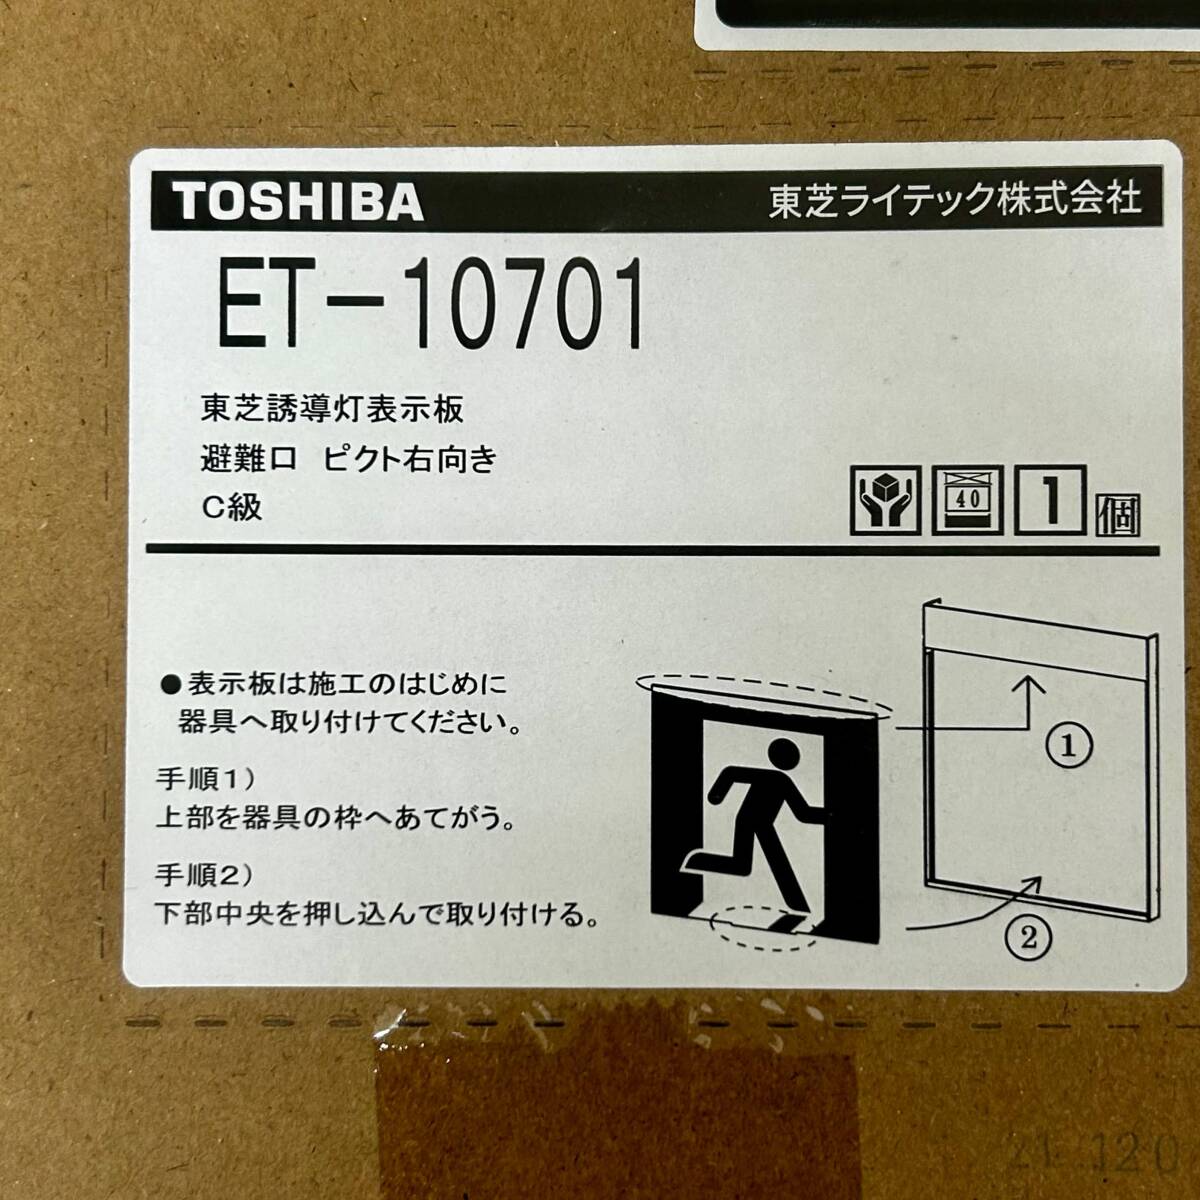 TOSHIBA 東芝ライテック株式会社
ET-10701
東芝誘導灯表示板
避難口 ピクト右向き
C級
40 1 個
●表示板は施工のはじめに
器具へ取り付けてください。
手順1)
上部を器具の枠へあてがう。
手順2)
下部中央を押し込んで取り付ける。
①
②